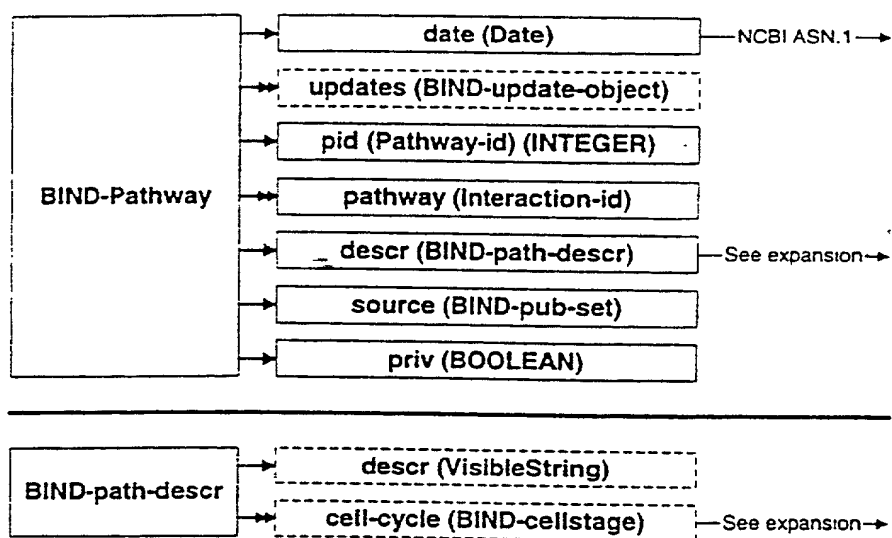 date (Date)
NCBI ASN.1
updates (BIND-update-object)
pid (Pathway-id) (INTEGER)
BIND-Pathway
pathway (Interaction-id)
descr (BIND-path-descr)
See expansion
source (BIND-pub-set)
priv (BOOLEAN)
descr (VisibleString)
BIND-path-descr
cell-cycle (BIND-cellstage)
See expansion